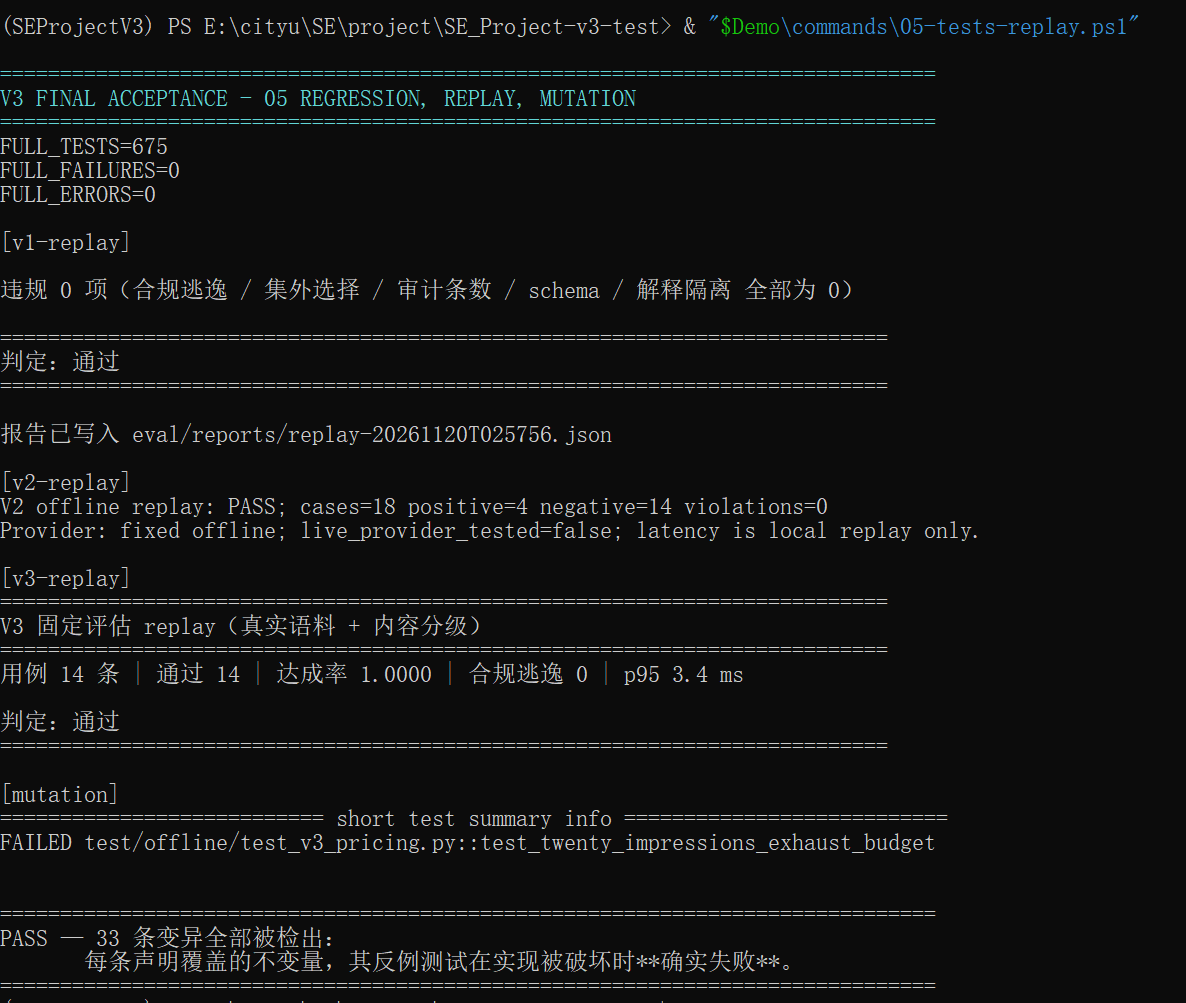 (SEProjectV3) PS E:\cityu\SE\project\SE_Project-v3-test> & "$Demo\commands\05-tests-replay.ps1"
==============================================================================
V3 FINAL ACCEPTANCE - 05 REGRESSION, REPLAY, MUTATION
==============================================================================
FULL_TESTS=675
FULL_FAILURES=0
FULL_ERRORS=0
[v1-replay]
违规 0 项（合规逃逸 / 集外选择 / 审计条数 / schema / 解释隔离 全部为 0）
==========================================================================
判定：通过
==========================================================================
报告已写入 eval/reports/replay-20261120T025756.json
[v2-replay]
V2 offline replay: PASS; cases=18 positive=4 negative=14 violations=0
Provider: fixed offline; live_provider_tested=false; latency is local replay only.
[v3-replay]
==========================================================================
V3 固定评估 replay（真实语料 + 内容分级）
==========================================================================
用例 14 条 | 通过 14 | 达成率 1.0000 | 合规逃逸 0 | p95 3.4 ms
判定：通过
==========================================================================
[mutation]
=========================== short test summary info ===========================
FAILED test/offline/test_v3_pricing.py::test_twenty_impressions_exhaust_budget
==============================================================================
PASS — 33 条变异全部被检出：
每条声明覆盖的不变量，其反例测试在实现被破坏时**确实失败**。
==============================================================================